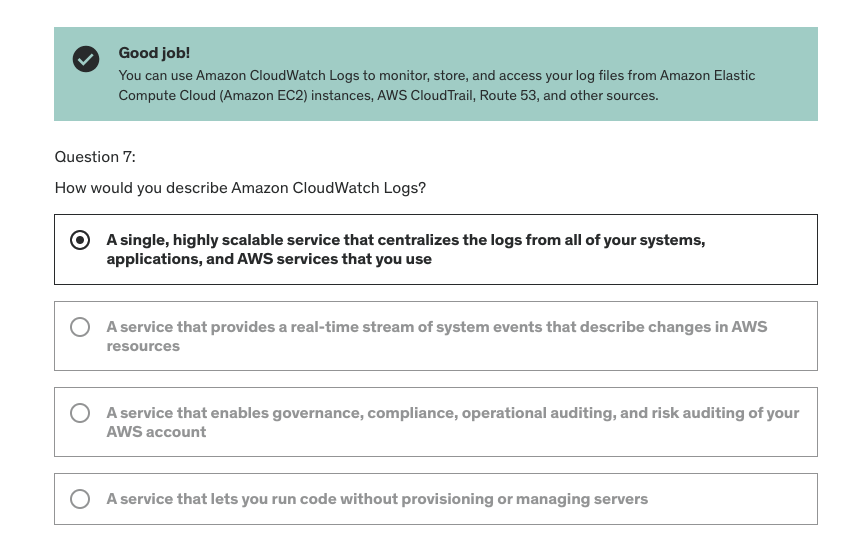 Good job!
You can use Amazon CloudWatch Logs to monitor, store, and access your log files from Amazon Elastic
Compute Cloud (Amazon EC2) instances, AWS CloudTrail, Route 53, and other sources.
Question 7:
How would you describe Amazon CloudWatch Logs?
A single, highly scalable service that centralizes the logs from all of your systems,
applications, and AWS services that you use
A service that provides a real-time stream of system events that describe changes in AWS
resources
A service that enables governance, compliance, operational auditing, and risk auditing of your
AWS account
A service that lets you run code without provisioning or managing servers